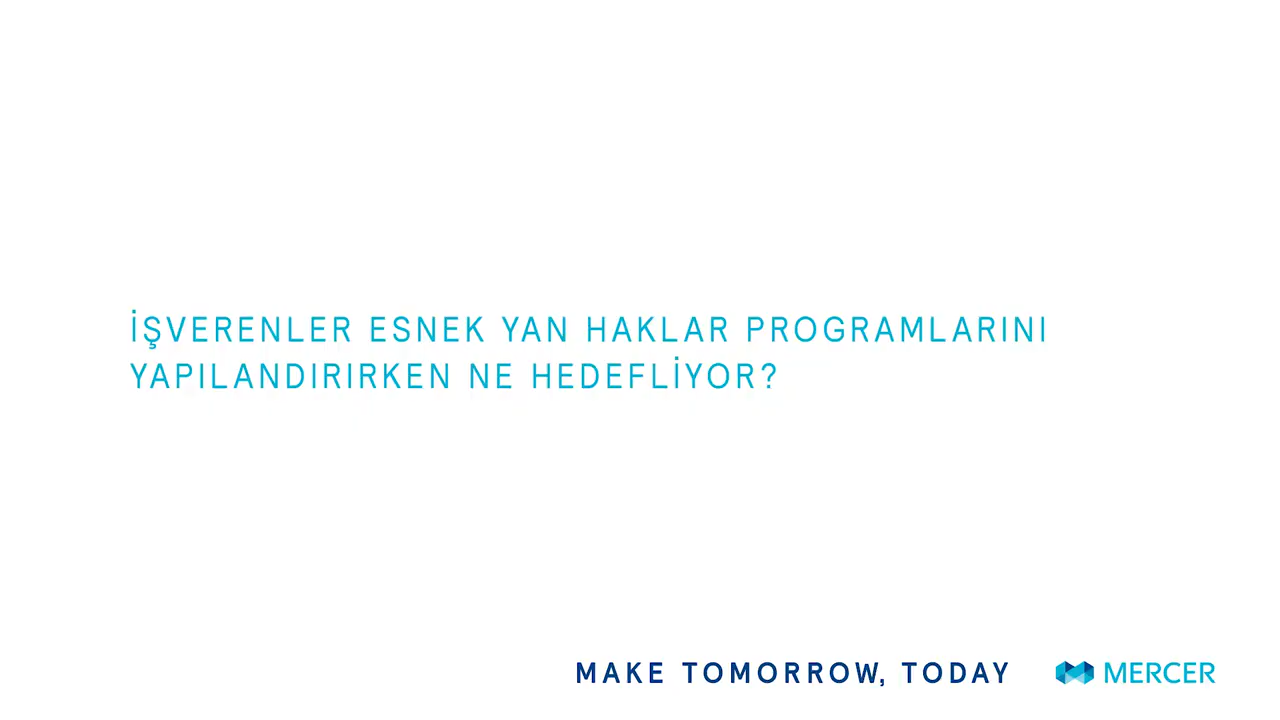 İŞVERENLER ESNEK YAN HAKLAR PROGRAMLARINI
YAPILANDIRIRKEN NE HEDEFLİYOR?
MAKE TOMORROW, TODAY MERCER